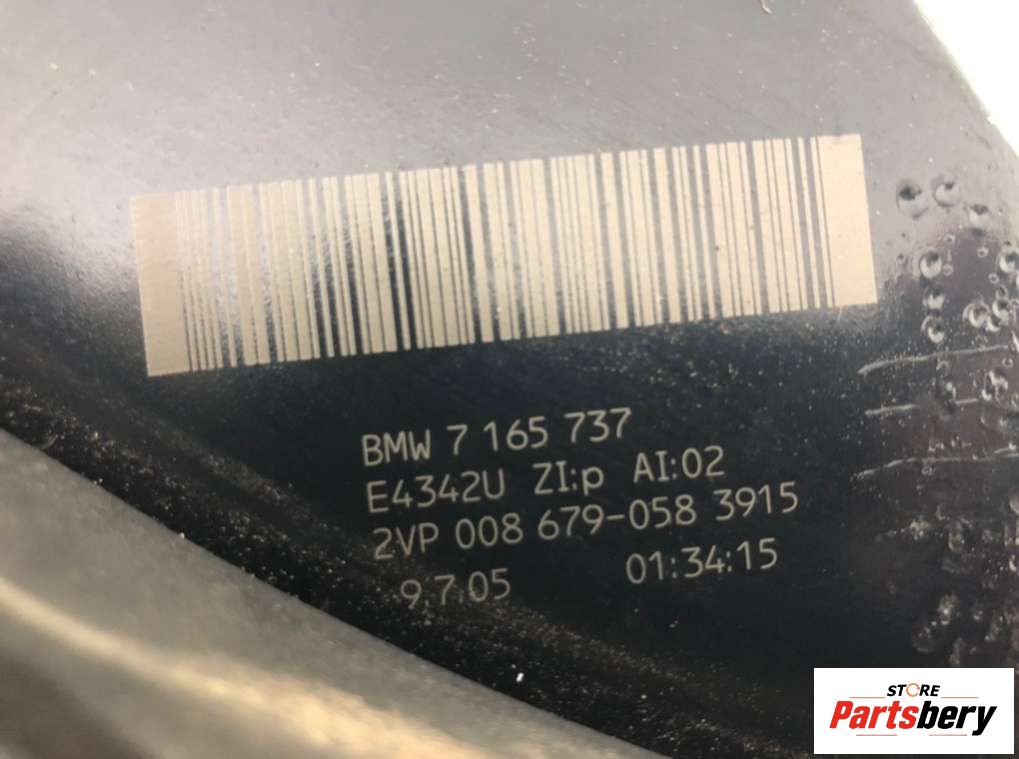 BMW 7 165 737
E4342U ZI:p AI:02
2VP 008 679-058 3915
9.7.05 01:34:15
STORE
Partsbery